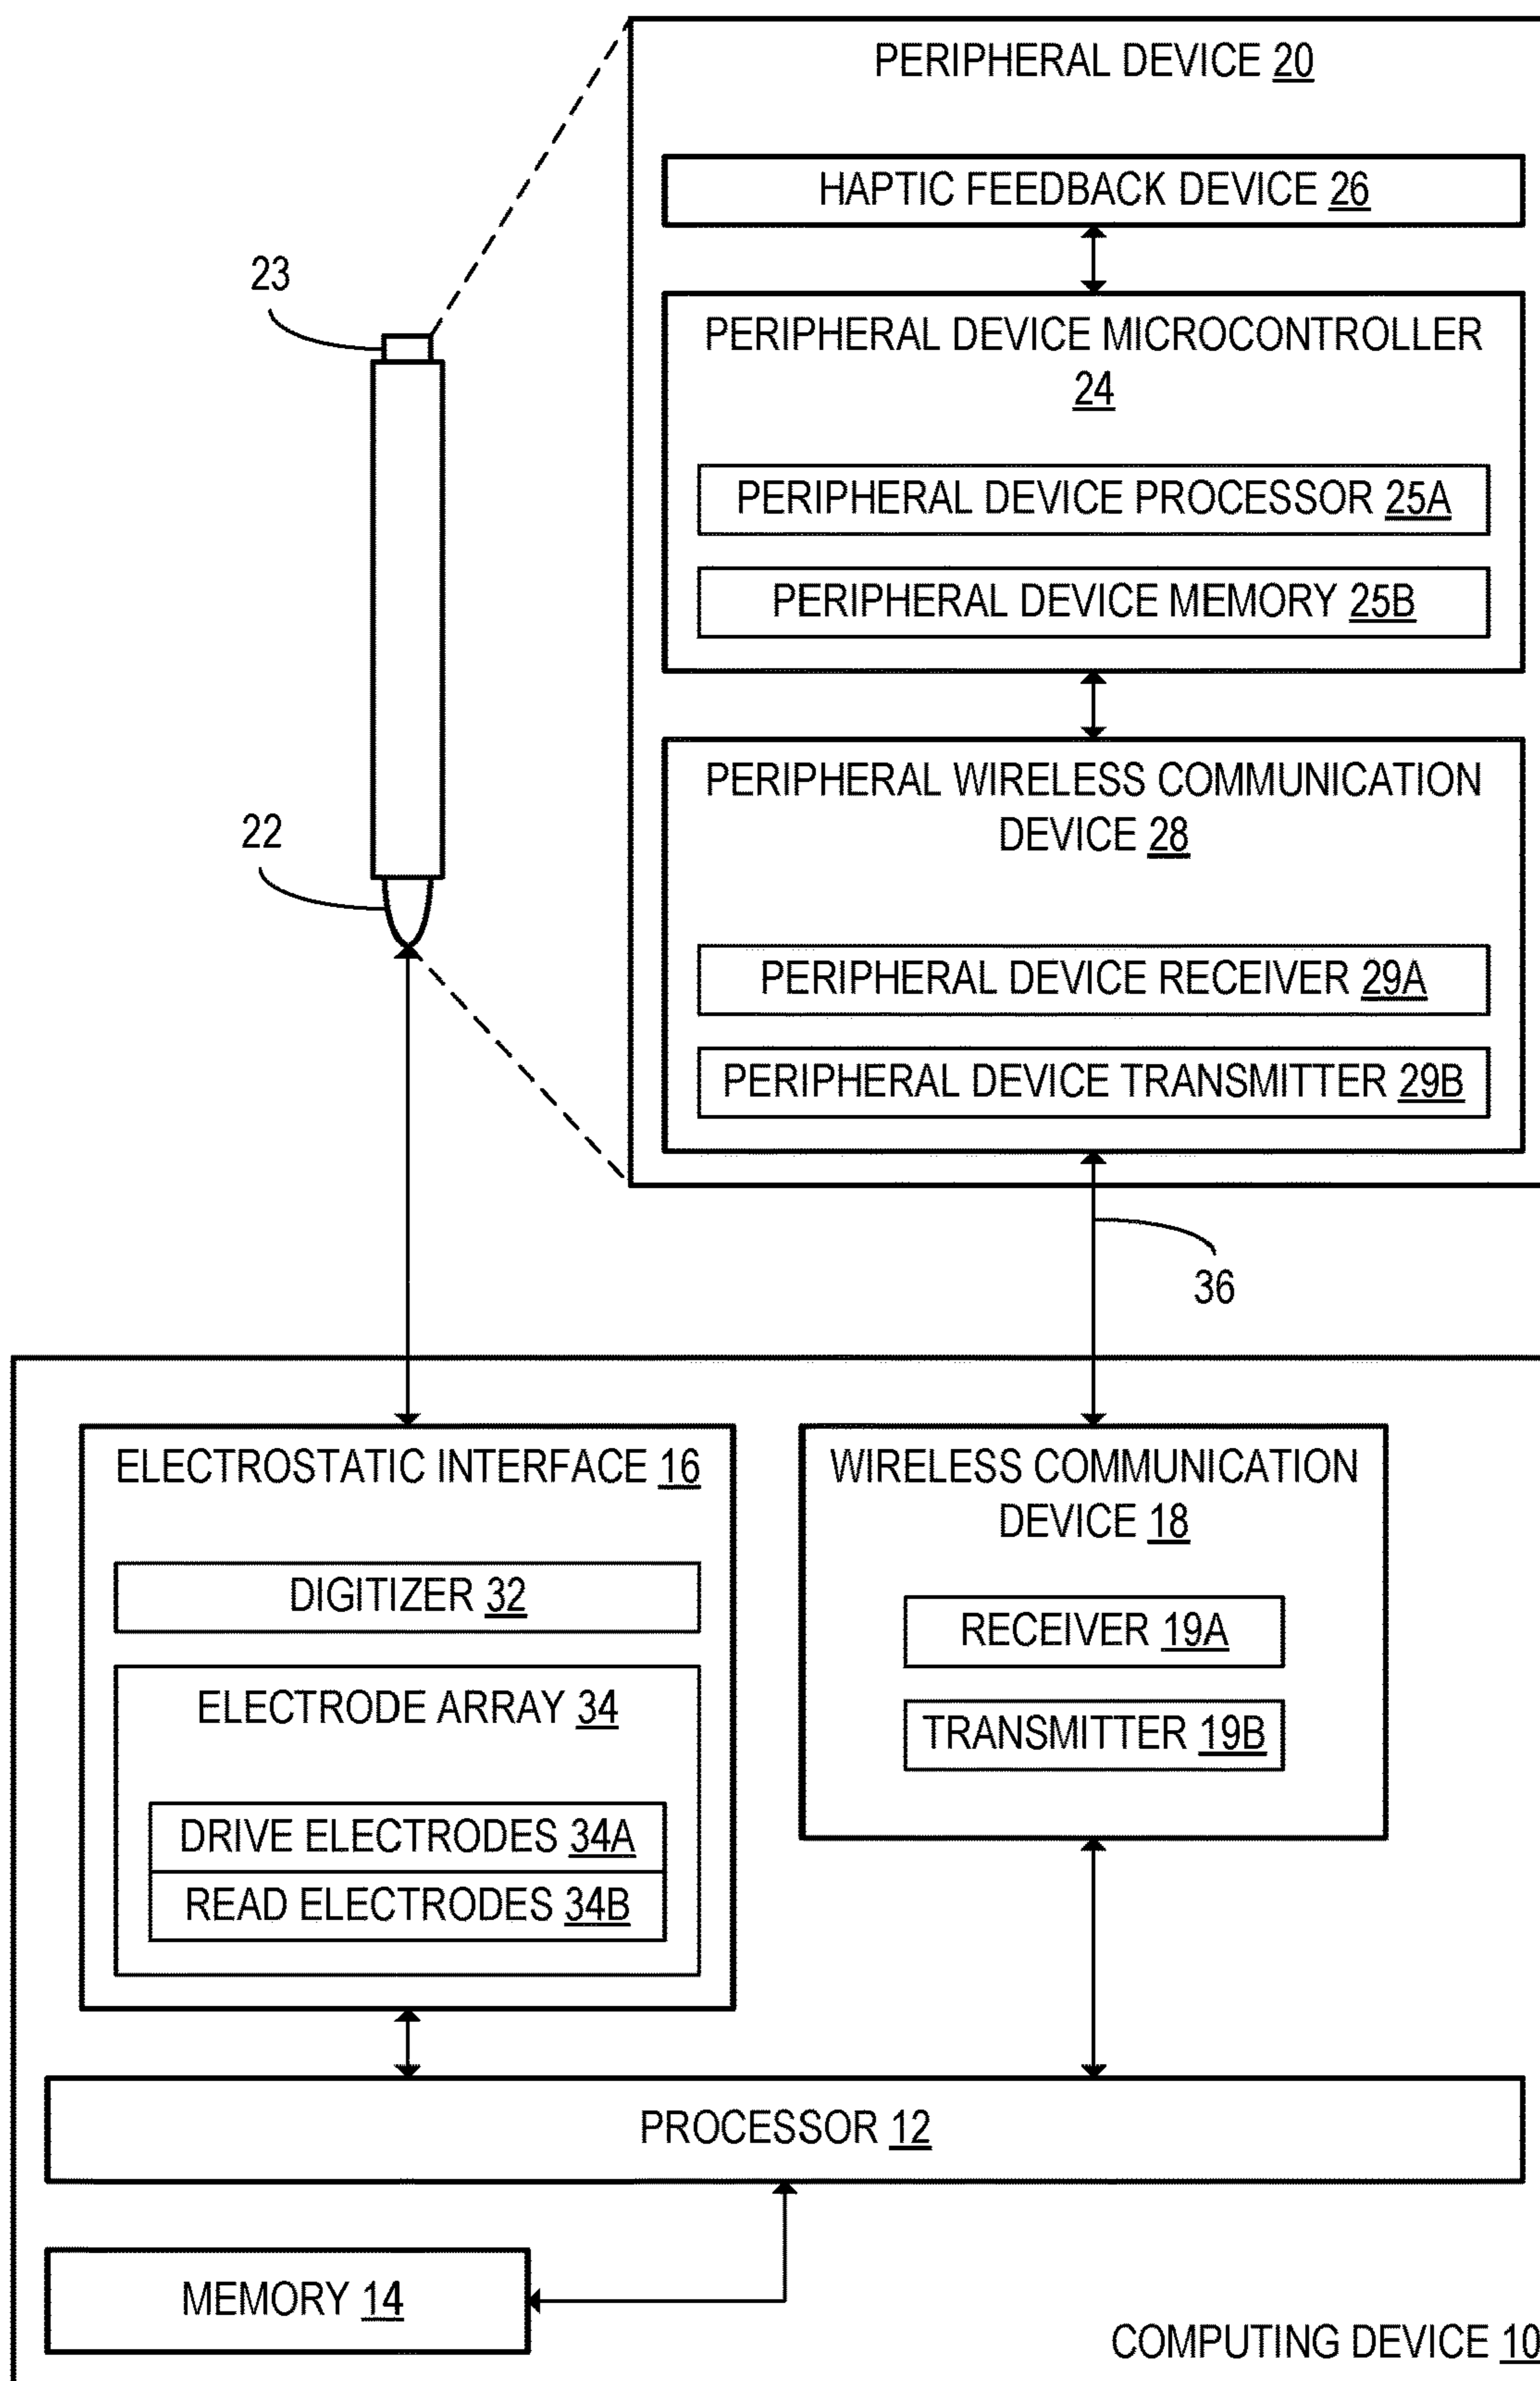 PERIPHERAL DEVICE 20
HAPTIC FEEDBACK DEVICE 26
23
PERIPHERAL DEVICE MICROCONTROLLER
24
PERIPHERAL DEVICE PROCESSOR 25A
PERIPHERAL DEVICE MEMORY 25B
PERIPHERAL WIRELESS COMMUNICATION
DEVICE 28
22
PERIPHERAL DEVICE RECEIVER 29A
PERIPHERAL DEVICE TRANSMITTER 29B
36
ELECTROSTATIC INTERFACE 16
DIGITIZER 32
ELECTRODE ARRAY 34
DRIVE ELECTRODES 34A
READ ELECTRODES 34B
WIRELESS COMMUNICATION
DEVICE 18
RECEIVER 19A
TRANSMITTER 19B
PROCESSOR 12
MEMORY 14
COMPUTING DEVICE 10